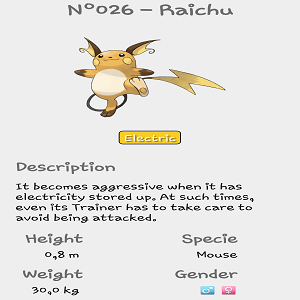 Nº026 - Raichu
Electric
Description
It becomes aggressive when it has
electricity stored up. At such times,
even its Trainer has to take care to
avoid being attacked.
Height Specie
0,8 m Mouse
Weight Gender
30,0 kg